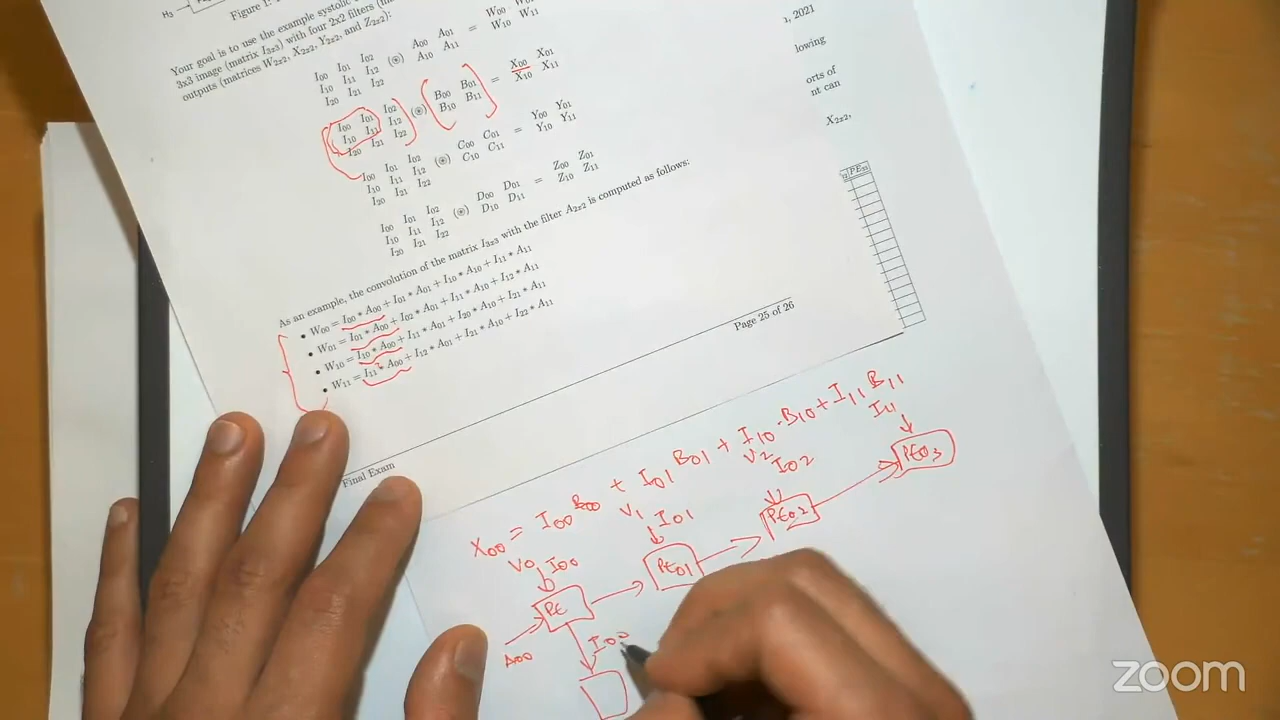 H3
Figure 1:
Your goal is to use the example systolic
3x3 image (matrix I3x3) with four 2x2 filters
outputs (matrices W2x2, X2x2, Y2x2, and Z2x2):
I00 I01 I02 A00 A01 W00
I10 I11 I12 (⊛) A10 A11 = W10 W11
I20 I21 I22
I00 I01 I02 B00 B01 X00 X01
I10 I11 I12 (⊛) B10 B11 = X10 X11
I20 I21 I22
I00 I01 I02 C00 C01 Y00 Y01
I10 I11 I12 (⊛) C10 C11 = Y10 Y11
I20 I21 I22
I00 I01 I02 D00 D01 Z00 Z01
I10 I11 I12 (⊛) D10 D11 = Z10 Z11
I20 I21 I22
As an example, the convolution of the matrix I3x3 with the filter A2x2 is computed as follows:
• W00 = I00 * A00 + I01 * A01 + I10 * A10 + I11 * A11
• W01 = I01 * A00 + I02 * A01 + I11 * A10 + I12 * A11
• W10 = I10 * A00 + I11 * A01 + I20 * A10 + I21 * A11
• W11 = I11 * A00 + I12 * A01 + I21 * A10 + I22 * A11
Final Exam
Page 25 of 26
, 2021
lowing
orts of
nt can
X2x2,
X00 = I00 B00 + I01 B01 + I10 · B10 + I11 B11
V0 I00
V1 I01
V2 I02
I11
PE
PE01
PE02
PE03
A00
I00
zoom